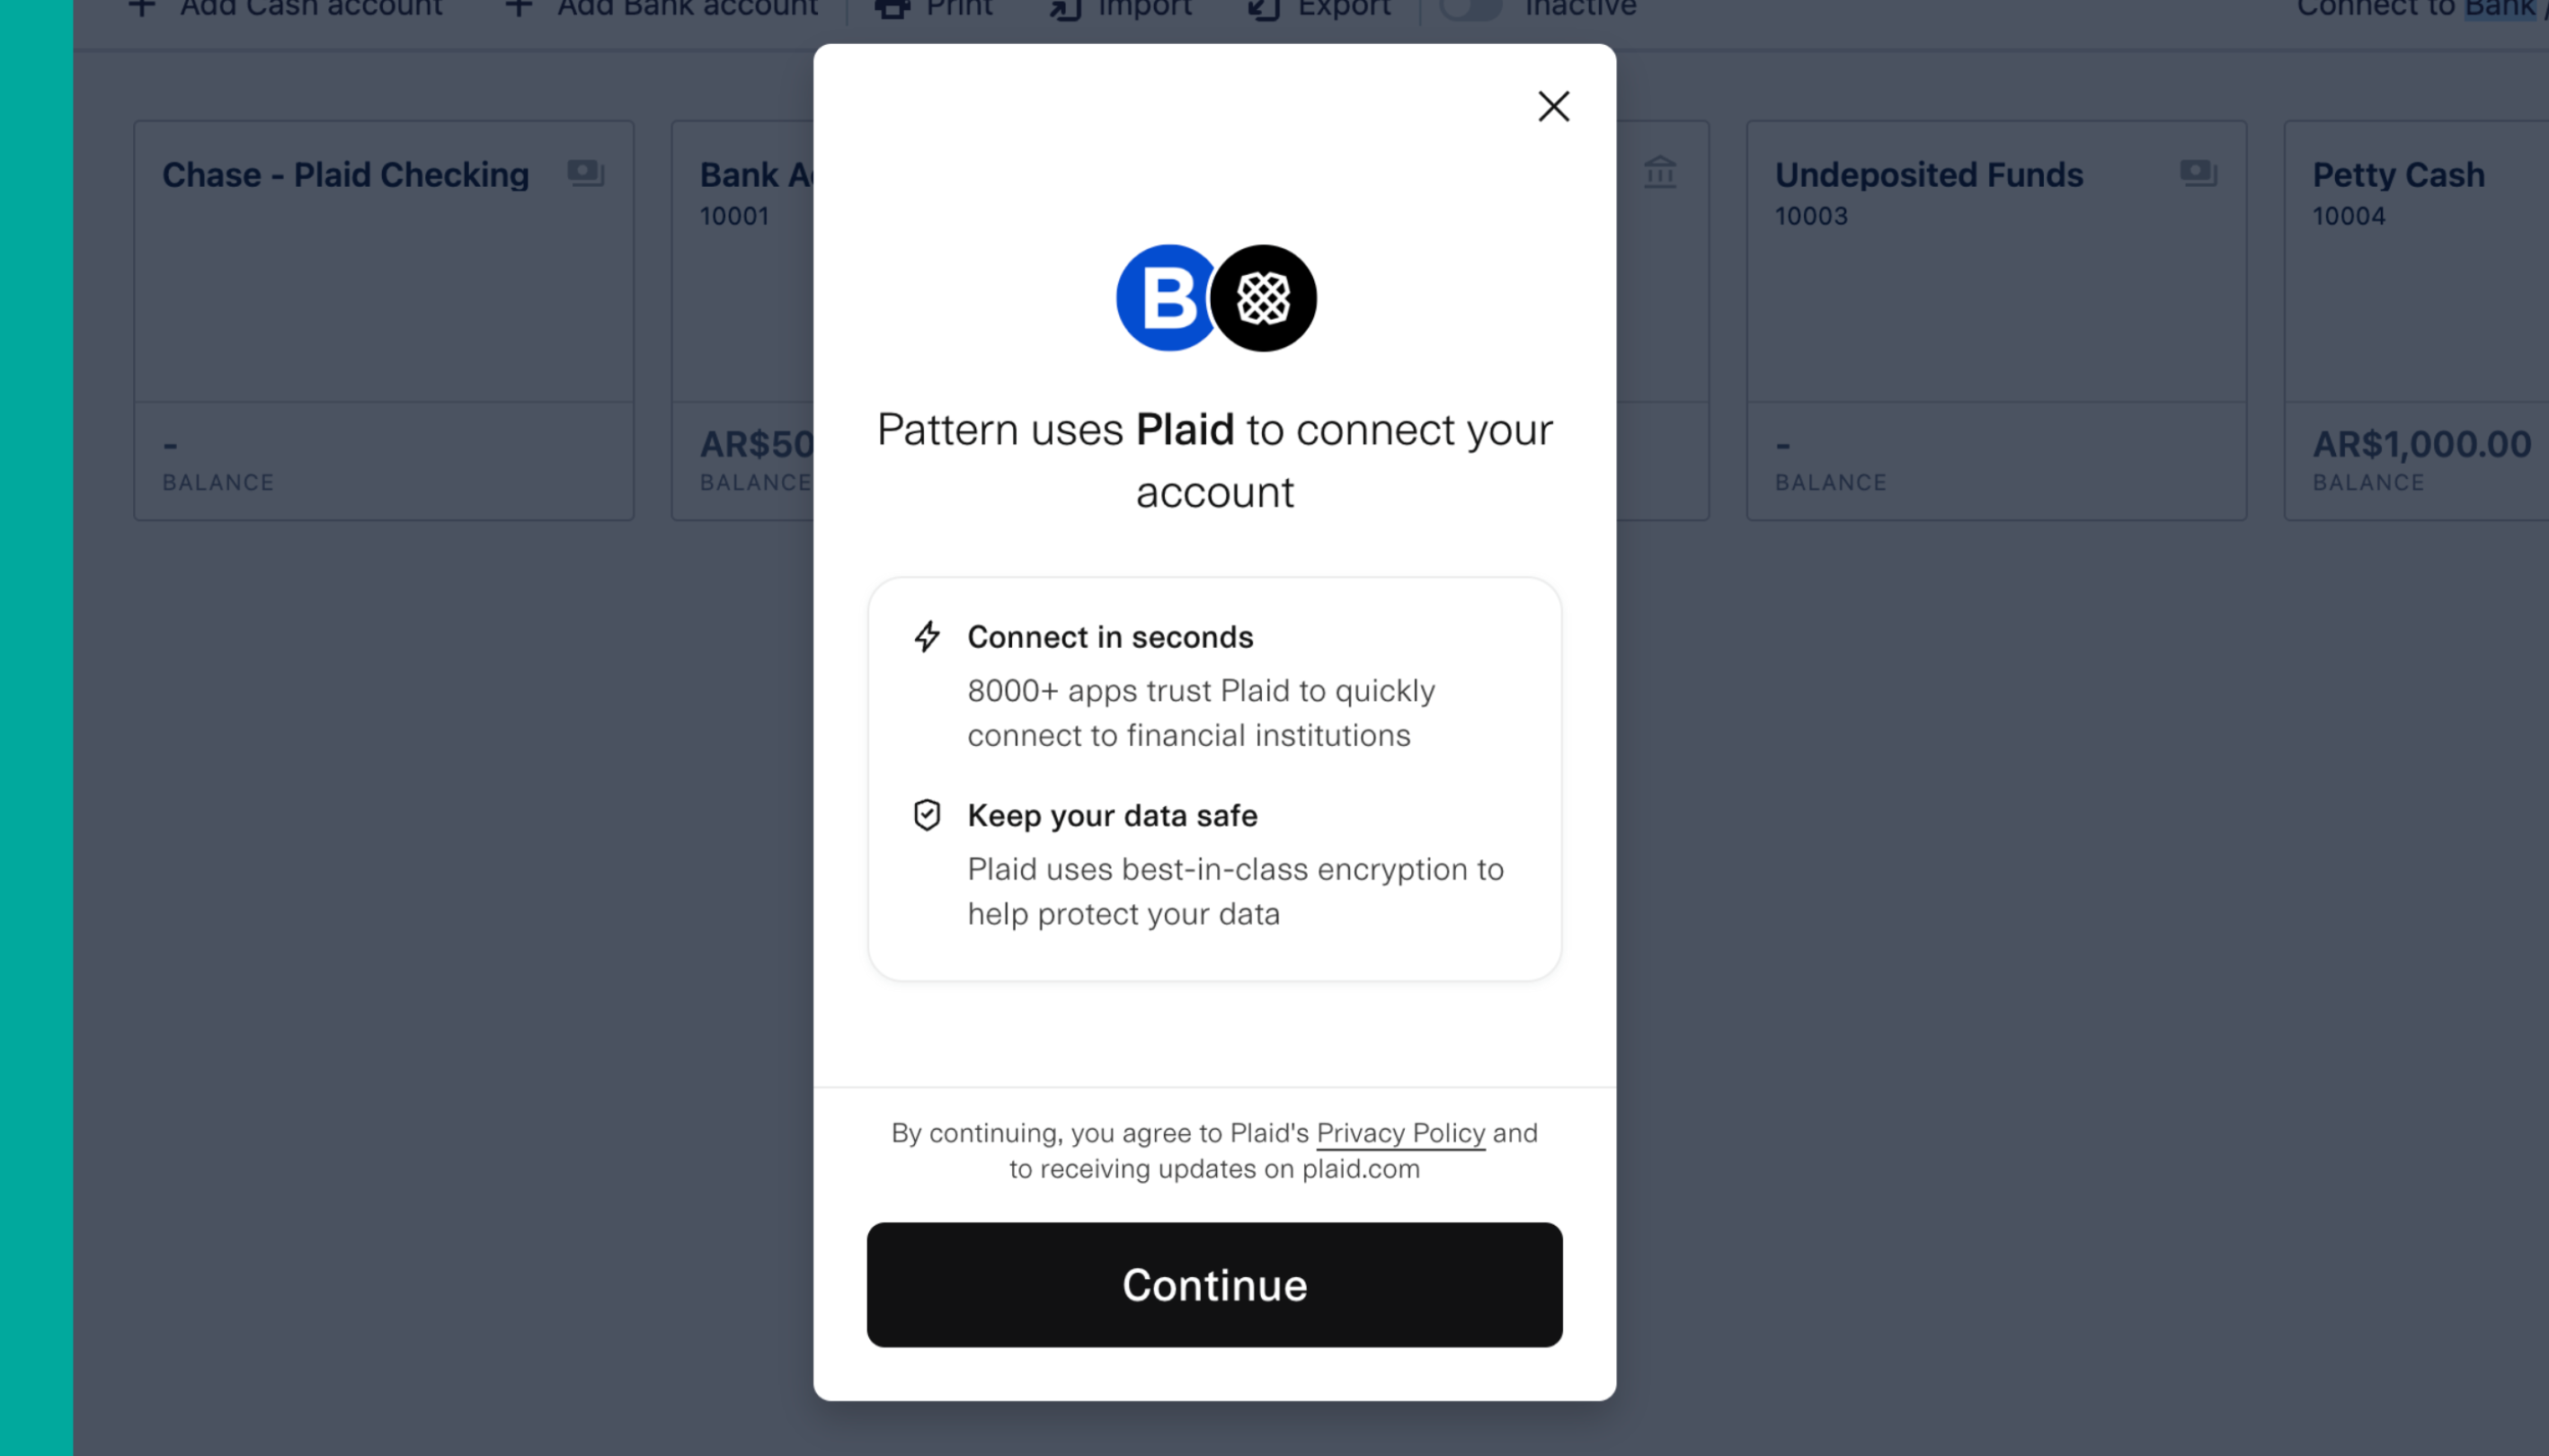 Add Cash account
Add Bank account
Print
Import
Export
Inactive
Connect to Bank /
Chase - Plaid Checking
-
BALANCE
Bank A
10001
AR$50
BALANCE
Undeposited Funds
10003
-
BALANCE
Petty Cash
10004
AR$1,000.00
BALANCE
B
Pattern uses Plaid to connect your
account
Connect in seconds
8000+ apps trust Plaid to quickly
connect to financial institutions
Keep your data safe
Plaid uses best-in-class encryption to
help protect your data
By continuing, you agree to Plaid's Privacy Policy and
to receiving updates on plaid.com
Continue